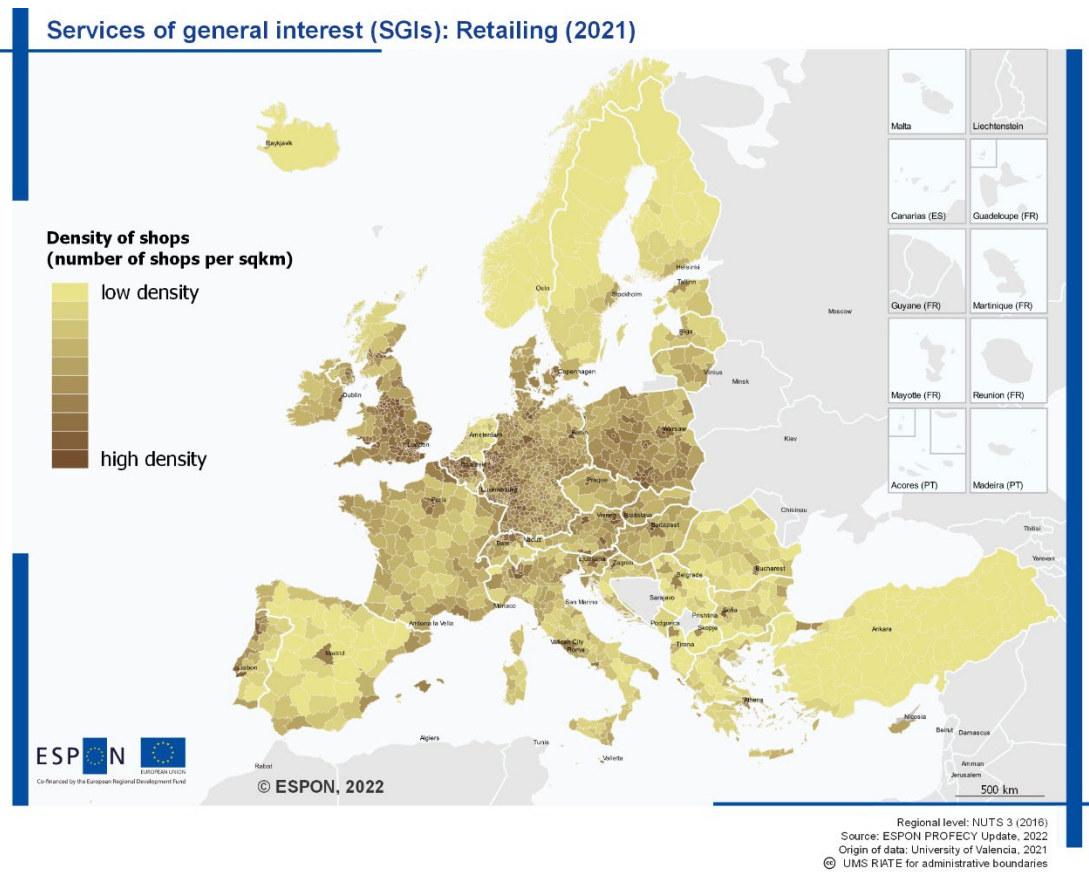 Services of general interest (SGIs): Retailing (2021)
Malta
Liechtenstein
Reykjavik
Canarias (ES)
Guadeloupe (FR)
Density of shops
(number of shops per sqkm)
low density
high density
Helsinki
Tallinn
Oslo
Stockholm
Guyane (FR)
Martinique (FR)
Moscow
Riga
Mayotte (FR)
Reunion (FR)
Copenhagen
Vilnius
Minsk
Dublin
Amsterdam
Berlin
Warsaw
London
Kiev
Acores (PT)
Madeira (PT)
Luxembourg
Prague
Paris
Chisinau
Vienna
Bratislava
Budapest
Bern
Vaduz
Tbilisi
Ljubljana
Zagreb
Yerevan
Bucharest
Belgrade
Monaco
San Marino
Sarajevo
Prishtina
Sofia
Andorra la Vella
Podgorica
Skopje
Vatican City
Roma
Ankara
Tirana
Madrid
Lisbon
Athens
Nicosia
Algiers
Tunis
Beirut
Damascus
Valletta
Rabat
Amman
Jerusalem
ESPON
EUROPEAN UNION
Co-financed by the European Regional Development Fund
© ESPON, 2022
500 km
Regional level: NUTS 3 (2016)
Source: ESPON PROFECY Update, 2022
Origin of data: University of Valencia, 2021
© UMS RIATE for administrative boundaries